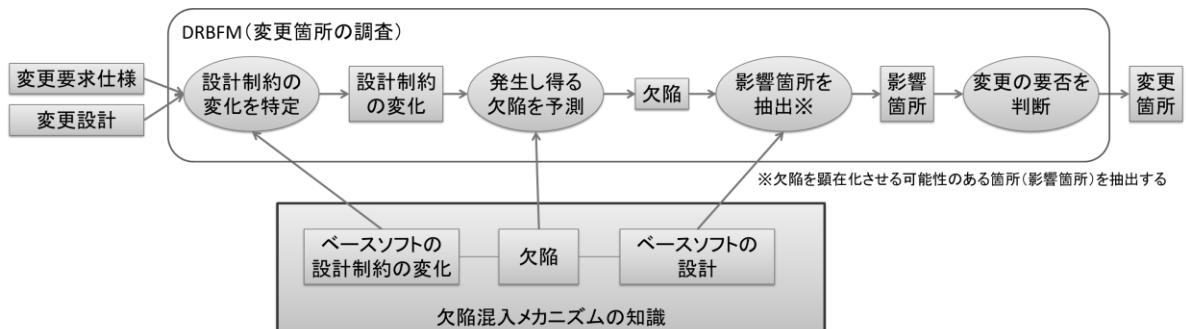 DRBFM(変更箇所の調査)
変更要求仕様
変更設計
設計制約の
変化を特定
設計制約
の変化
発生し得る
欠陥を予測
欠陥
影響箇所を
抽出※
影響
箇所
変更の要否を
判断
変更
箇所
※欠陥を顕在化させる可能性のある箇所(影響箇所)を抽出する
ベースソフトの
設計制約の変化
欠陥
ベースソフトの
設計
欠陥混入メカニズムの知識